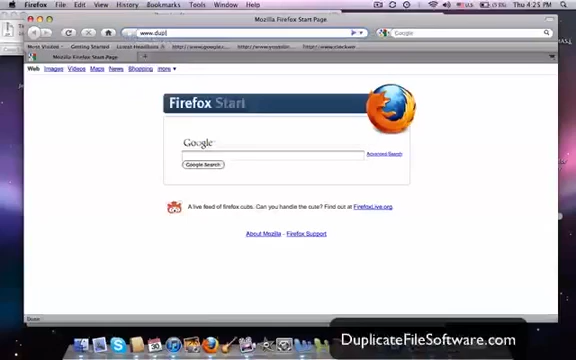 Firefox File Edit View History Bookmarks Tools Window Help
Thu 4:25 PM
Mozilla Firefox Start Page
www.dupl
Google
Most Visited Getting Started Latest Headlines
Mozilla Firefox Start Page
Web Images Videos Maps News Shopping more
Firefox Start
Google
Advanced Search
Google Search
A live feed of firefox cubs. Can you handle the cute? Find out at FirefoxLive.org.
About Mozilla - Firefox Support
Done
DuplicateFileSoftware.com